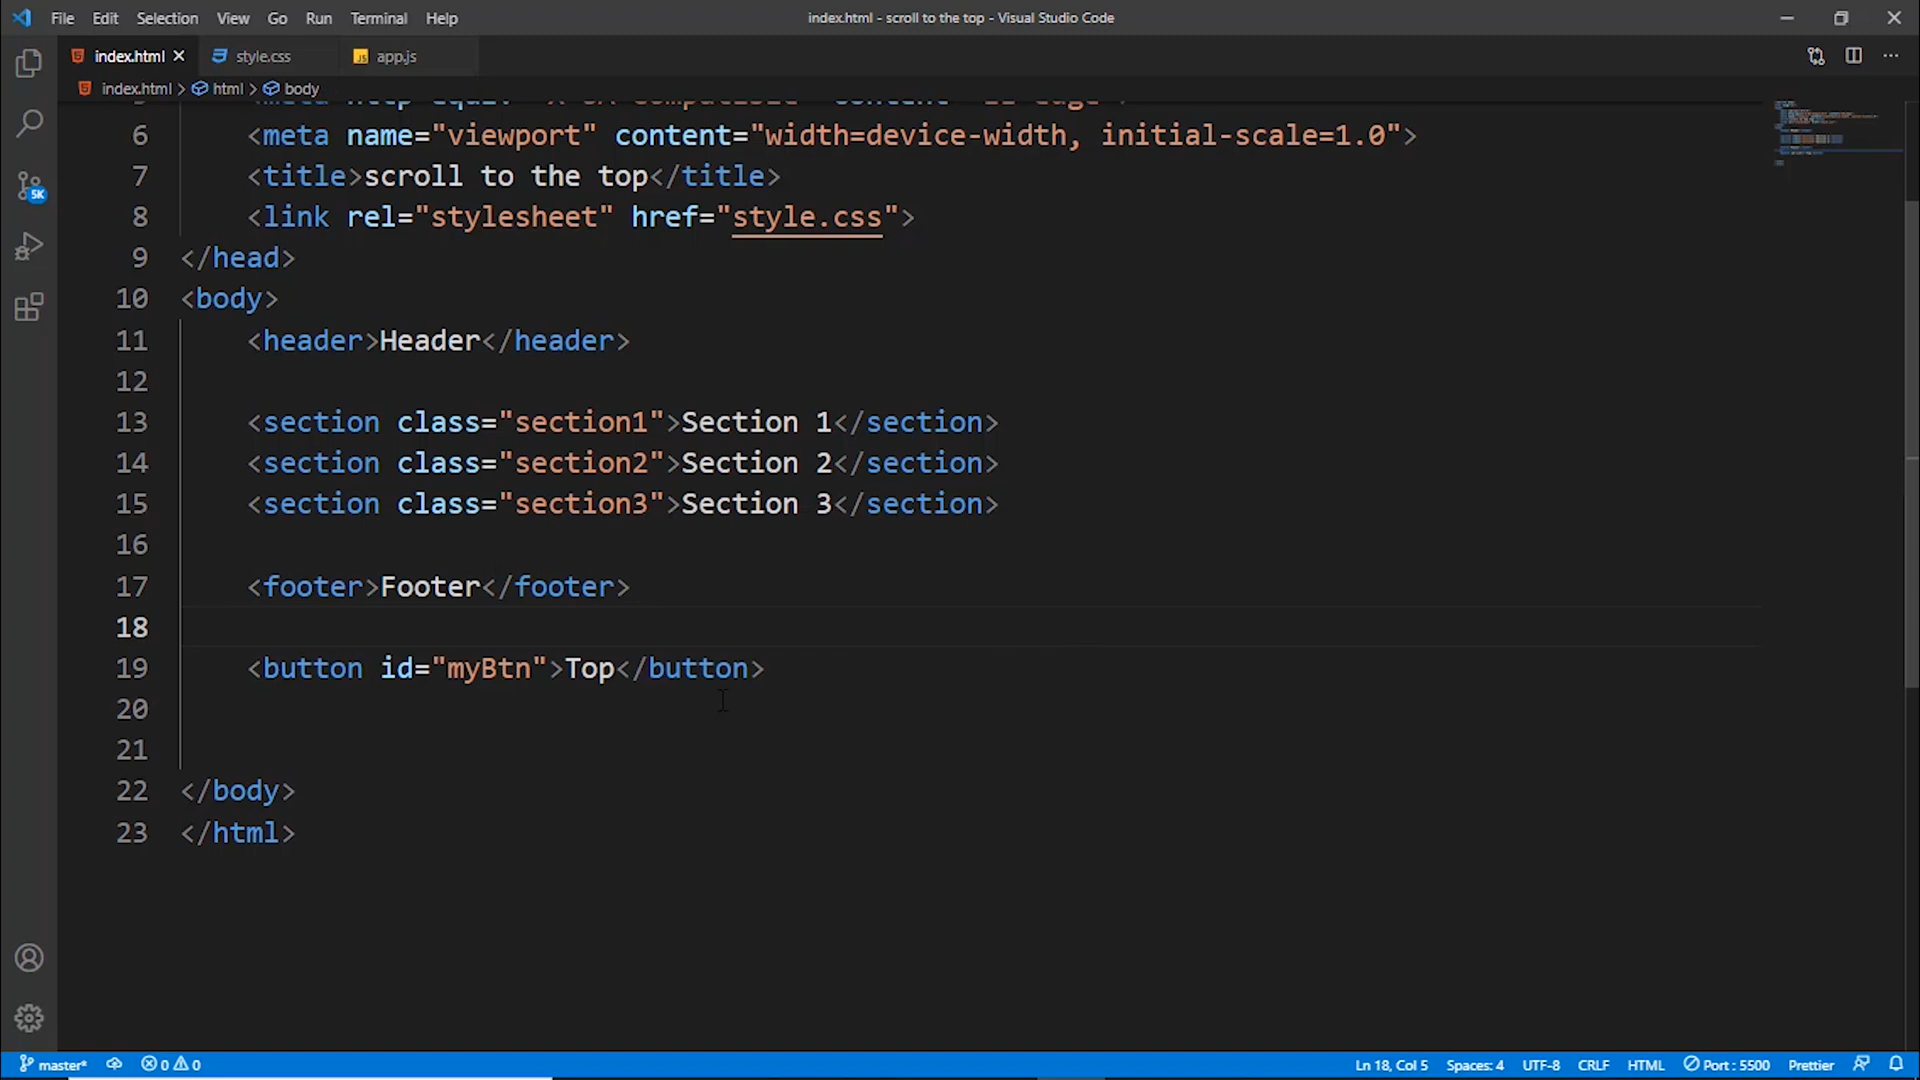 File Edit Selection View Go Run Terminal Help index.html - scroll to the top - Visual Studio Code
index.html style.css JS app.js
index.html > html > body
6 <meta name="viewport" content="width=device-width, initial-scale=1.0">
7 <title>scroll to the top</title>
8 <link rel="stylesheet" href="style.css">
9 </head>
10 <body>
11 <header>Header</header>
12
13 <section class="section1">Section 1</section>
14 <section class="section2">Section 2</section>
15 <section class="section3">Section 3</section>
16
17 <footer>Footer</footer>
18
19 <button id="myBtn">Top</button>
20
21
22 </body>
23 </html>
5K
master* 0 0 Ln 18, Col 5 Spaces: 4 UTF-8 CRLF HTML Port : 5500 Prettier